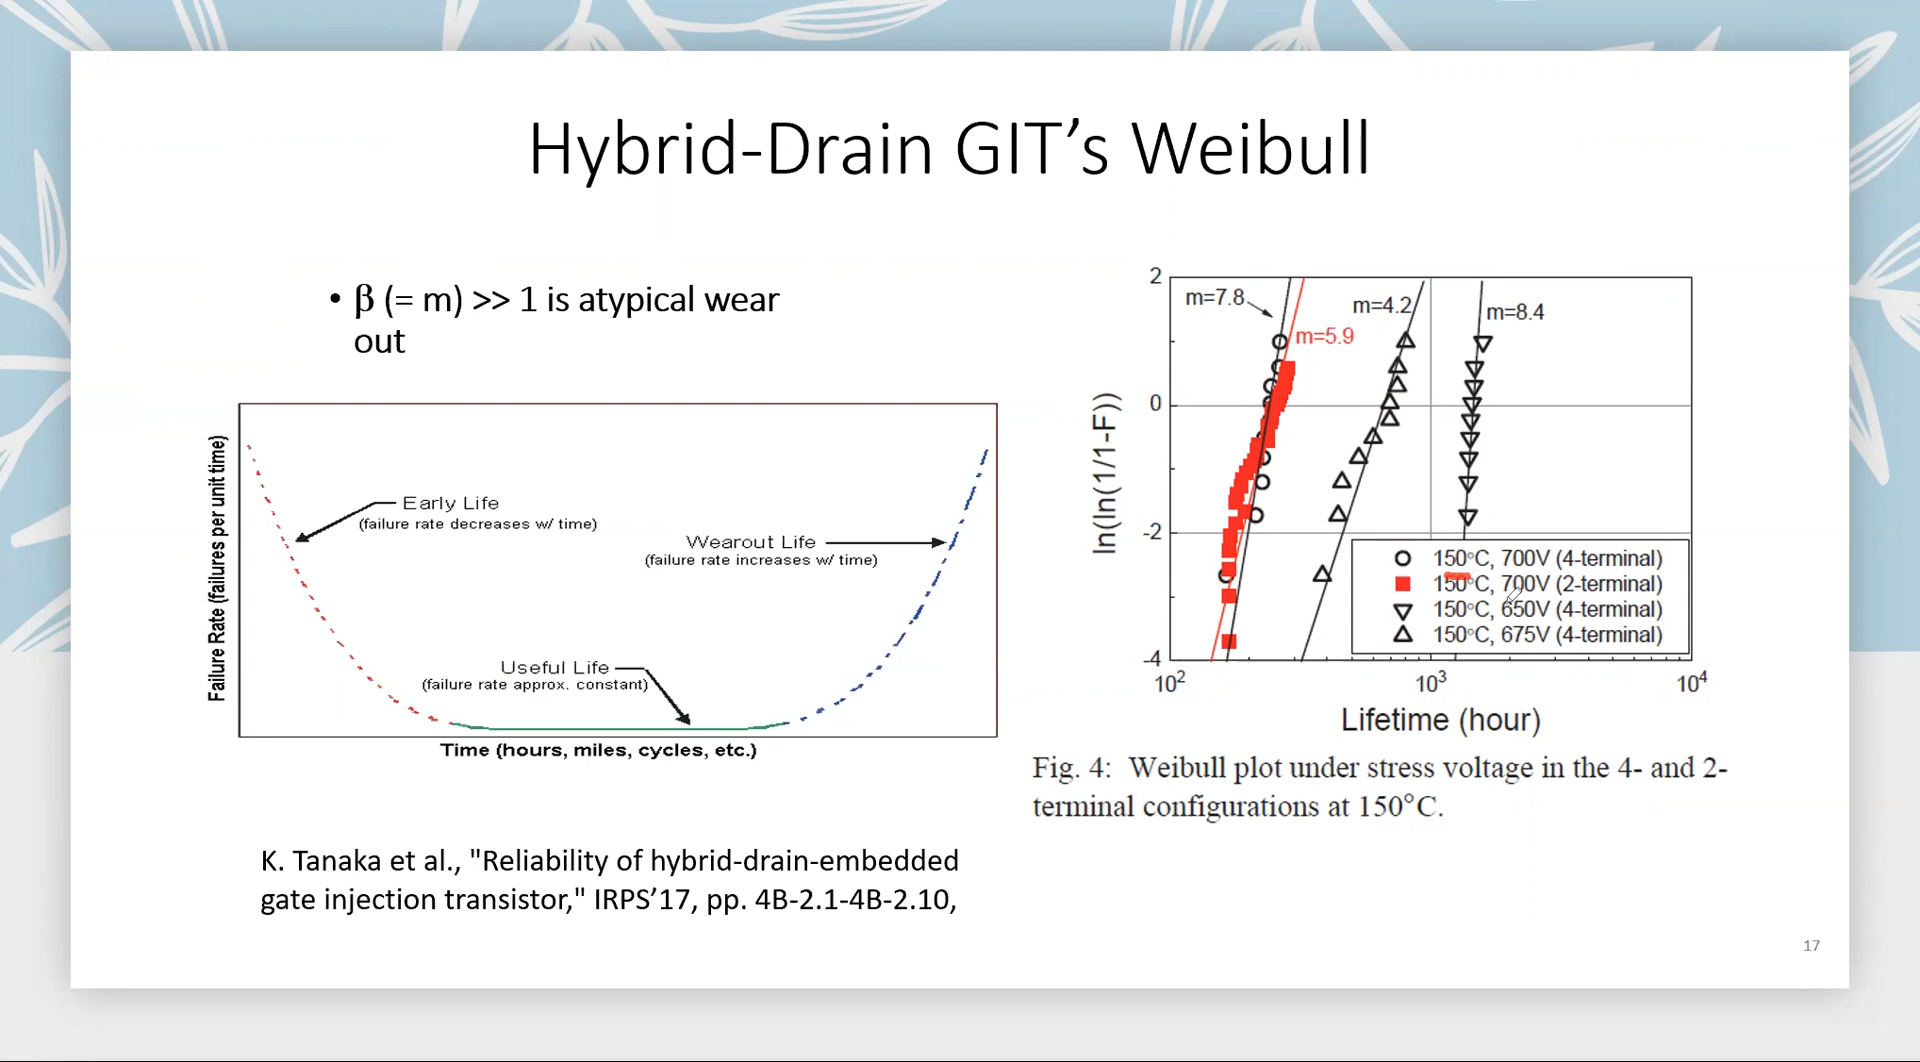 Hybrid-Drain GIT’s Weibull
• β (= m) >> 1 is atypical wear
out
Failure Rate (failures per unit time)
Early Life
(failure rate decreases w/ time)
Wearout Life
(failure rate increases w/ time)
Useful Life
(failure rate approx. constant)
Time (hours, miles, cycles, etc.)
K. Tanaka et al., "Reliability of hybrid-drain-embedded
gate injection transistor," IRPS’17, pp. 4B-2.1-4B-2.10,
ln(ln(1/1-F))
2
0
-2
-4
m=7.8
m=5.9
m=4.2
m=8.4
150°C, 700V (4-terminal)
150°C, 700V (2-terminal)
150°C, 650V (4-terminal)
150°C, 675V (4-terminal)
10² 10³ 10⁴
Lifetime (hour)
Fig. 4: Weibull plot under stress voltage in the 4- and 2-
terminal configurations at 150°C.
17